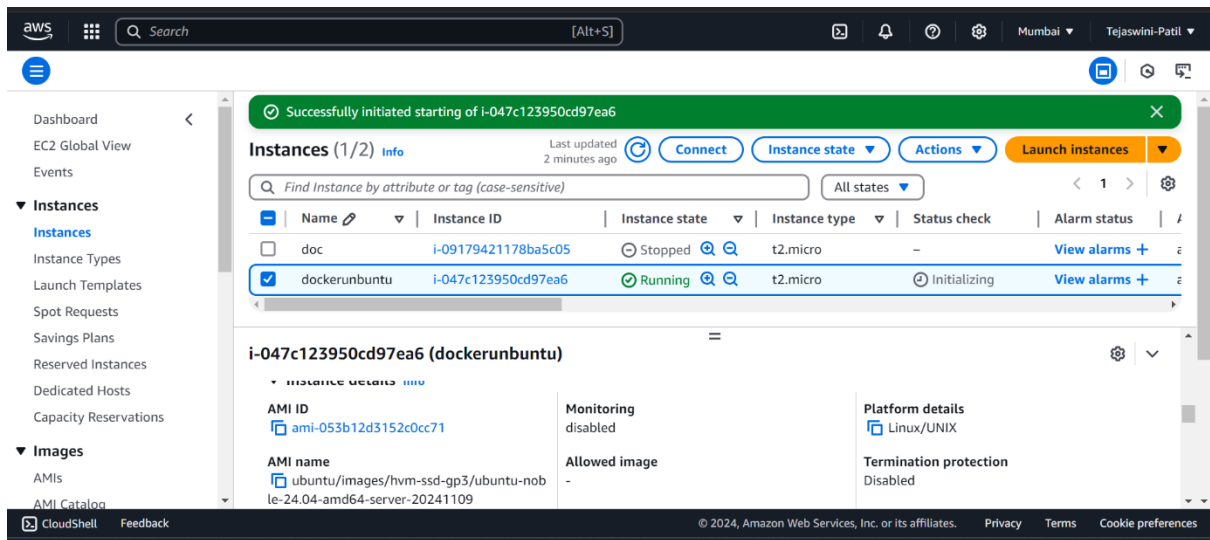 aws Search [Alt+S] Mumbai ▼ Tejaswini-Patil ▼
Successfully initiated starting of i-047c123950cd97ea6
Dashboard
EC2 Global View
Events
▼ Instances
Instances
Instance Types
Launch Templates
Spot Requests
Savings Plans
Reserved Instances
Dedicated Hosts
Capacity Reservations
▼ Images
AMIs
AMI Catalog
Instances (1/2) Info
Last updated
2 minutes ago
Connect Instance state ▼ Actions ▼ Launch instances ▼
Find Instance by attribute or tag (case-sensitive) All states ▼ < 1 >
Name Instance ID Instance state Instance type Status check Alarm status
doc i-09179421178ba5c05 Stopped t2.micro – View alarms +
dockerunbuntu i-047c123950cd97ea6 Running t2.micro Initializing View alarms +
i-047c123950cd97ea6 (dockerunbuntu)
▼ Instance details Info
AMI ID
ami-053b12d3152c0cc71
AMI name
ubuntu/images/hvm-ssd-gp3/ubuntu-nob
le-24.04-amd64-server-20241109
Monitoring
disabled
Allowed image
-
Platform details
Linux/UNIX
Termination protection
Disabled
CloudShell Feedback © 2024, Amazon Web Services, Inc. or its affiliates. Privacy Terms Cookie preferences